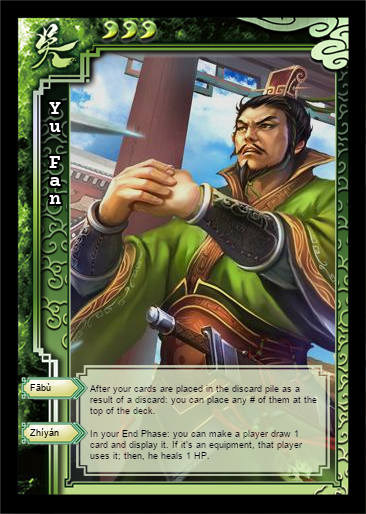 吳
Yu Fan
Fābù
After your cards are placed in the discard pile as a
result of a discard: you can place any # of them at the
top of the deck.
Zhíyán
In your End Phase: you can make a player draw 1
card and display it. If it's an equipment, that player
uses it; then, he heals 1 HP.